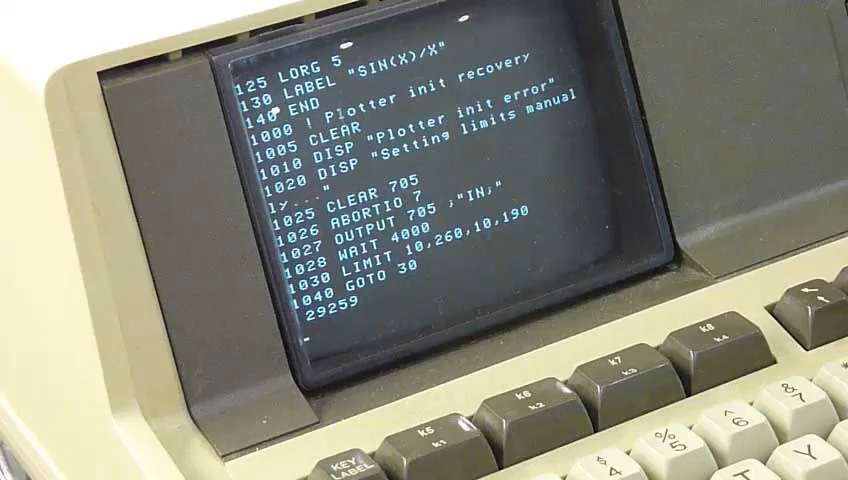 125 LORG 5
130 LABEL "SIN(X)/X"
140 END
1000 ! Plotter init recovery
1005 CLEAR
1010 DISP "Plotter init error"
1020 DISP "Setting limits manual
ly..."
1025 CLEAR 705
1026 ABORTIO 7
1027 OUTPUT 705 ;"IN;"
1028 WAIT 4000
1030 LIMIT 10,260,10,190
1040 GOTO 30
29259
KEY
LABEL
k5
k1
k6
k2
k7
k3
k8
k4
$
4
%
5
^
6
&
7
T
Y